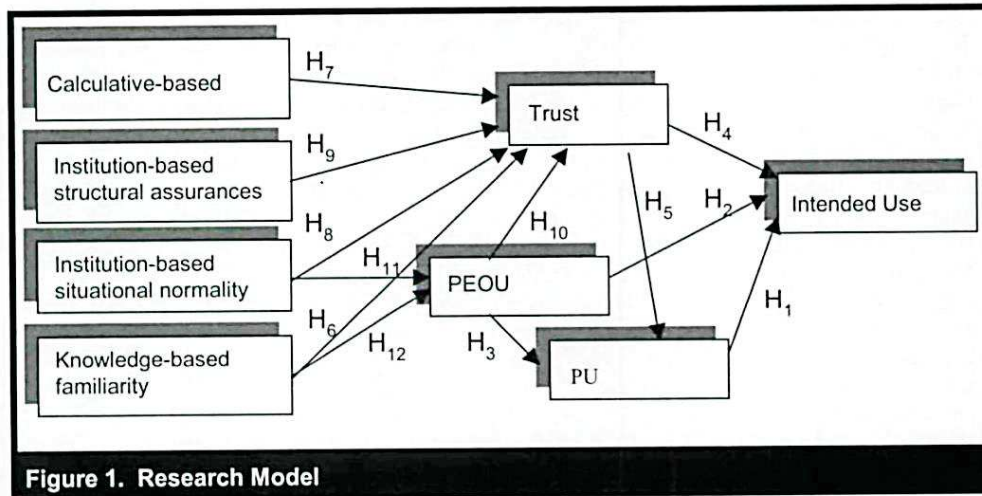 Calculative-based
H7
Trust
H4
Institution-based
structural assurances
H9
H8
H10
H5
H2
Intended Use
Institution-based
situational normality
H11
PEOU
H1
H6
Knowledge-based
familiarity
H12
H3
PU
Figure 1. Research Model